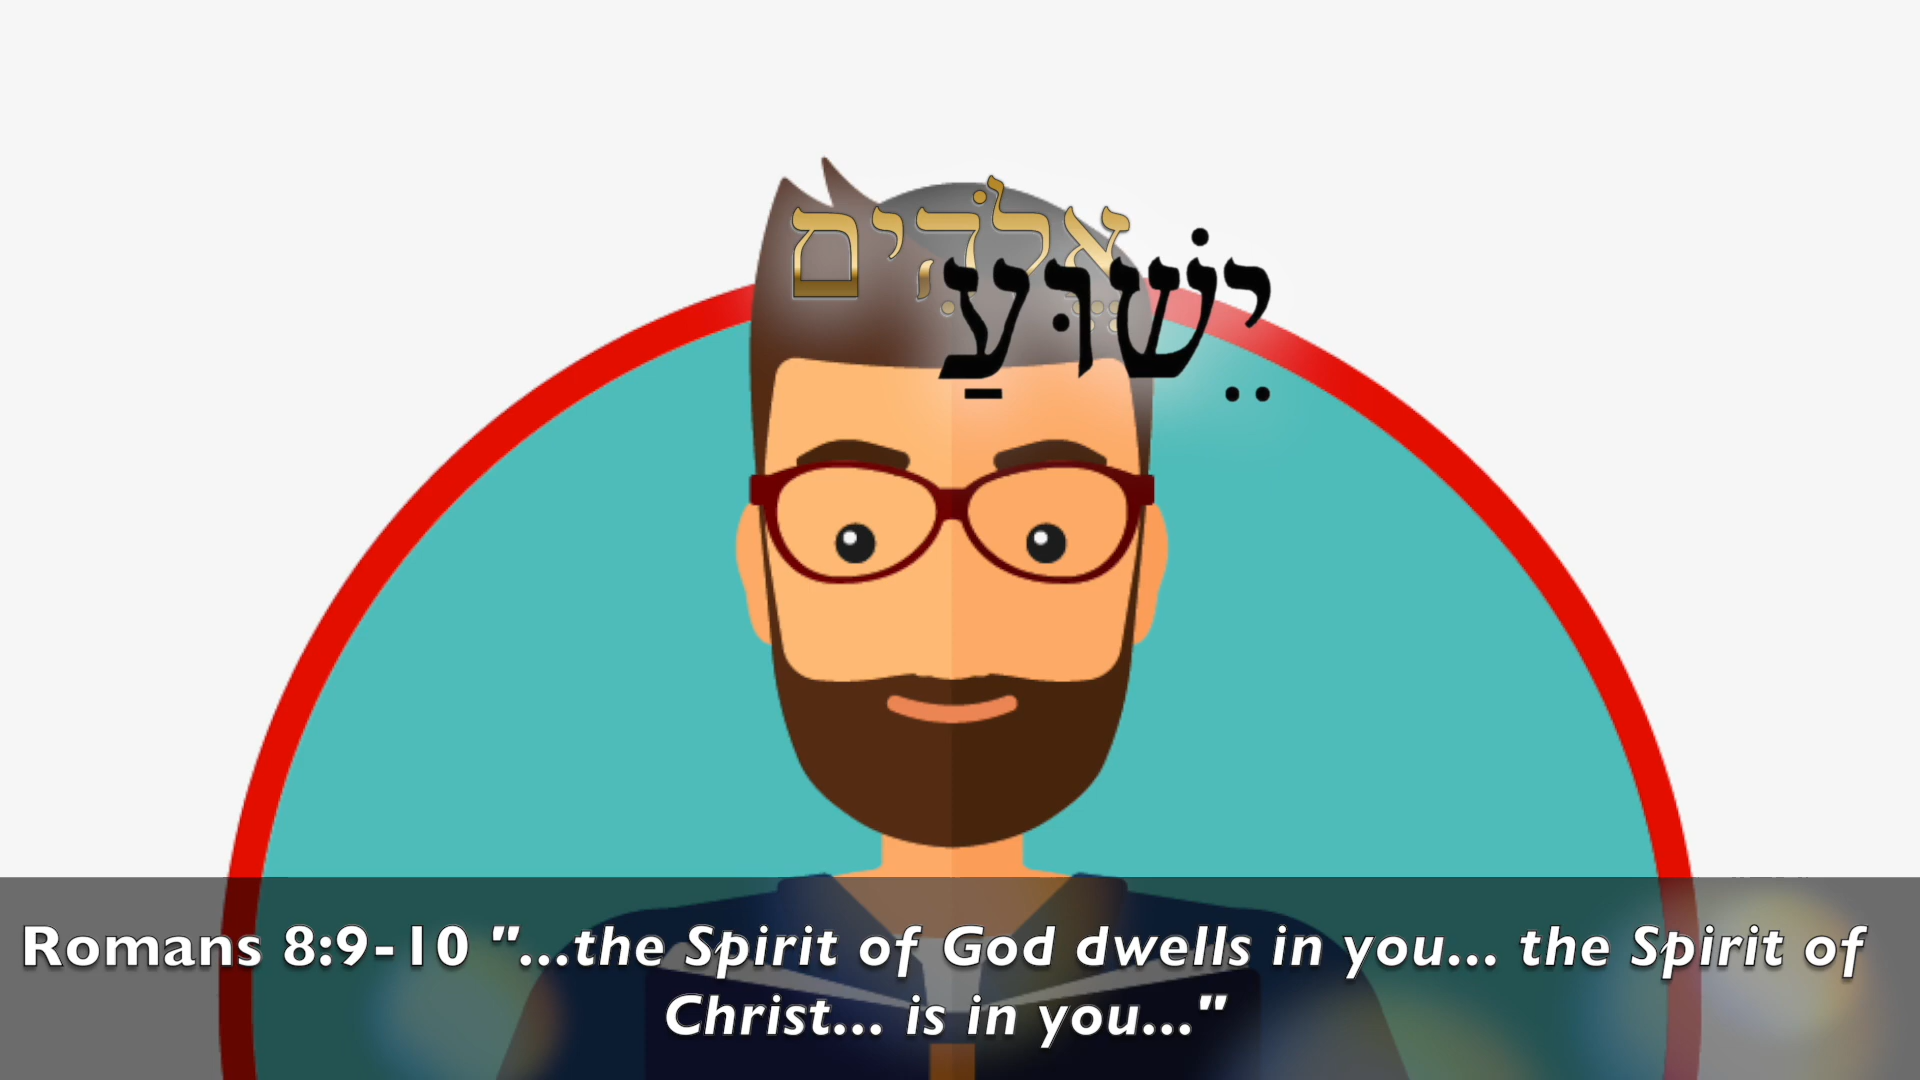 אֱלֹהִים
יֵשׁוּעַ
Romans 8:9-10 "...the Spirit of God dwells in you... the Spirit of
Christ... is in you..."